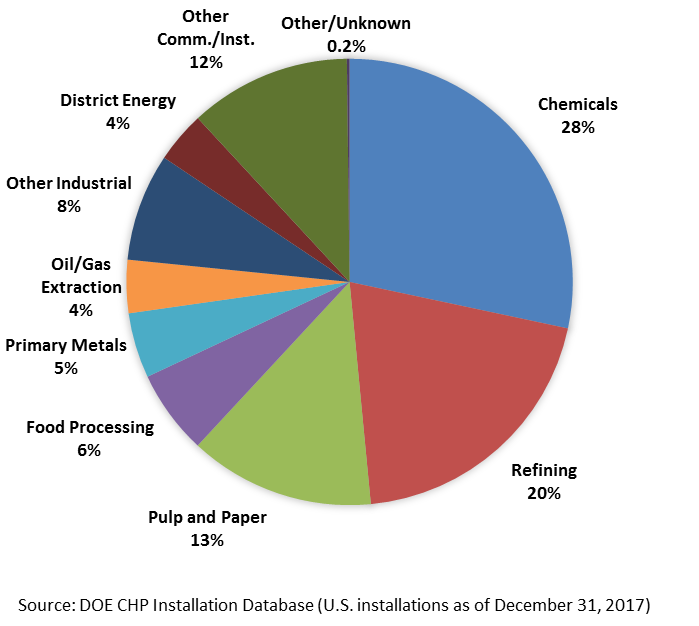 Other
Comm./Inst.
12%
Other/Unknown
0.2%
Chemicals
28%
District Energy
4%
Other Industrial
8%
Oil/Gas
Extraction
4%
Primary Metals
5%
Food Processing
6%
Refining
20%
Pulp and Paper
13%
Source: DOE CHP Installation Database (U.S. installations as of December 31, 2017)